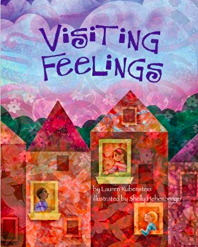 VISITING
FEELINGS
by Lauren Rubenstein
illustrated by Shelly Hehenberger